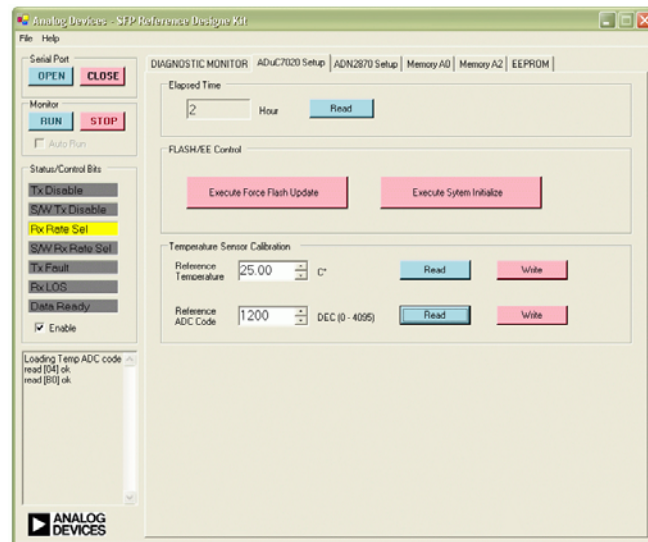 Analog Devices - SFP Reference Designe Kit
File Help
Serial Port
OPEN CLOSE
Monitor
RUN STOP
Auto Run
Status/Control Bits
Tx Disable
S/W Tx Disable
Rx Rate Sel
S/W Rx Rate Sel
Tx Fault
Rx LOS
Data Ready
Enable
Loading Temp ADC code
read [04] ok
read [B0] ok
ANALOG
DEVICES
DIAGNOSTIC MONITOR ADuC7020 Setup ADN2870 Setup Memory A0 Memory A2 EEPROM
Elapsed Time
2 Hour Read
FLASH/EE Control
Execute Force Flash Update Execute Sytem Initialize
Temperature Sensor Calibration
Reference
Temperature 25.00 C° Read Write
Reference
ADC Code 1200 DEC (0 - 4095) Read Write